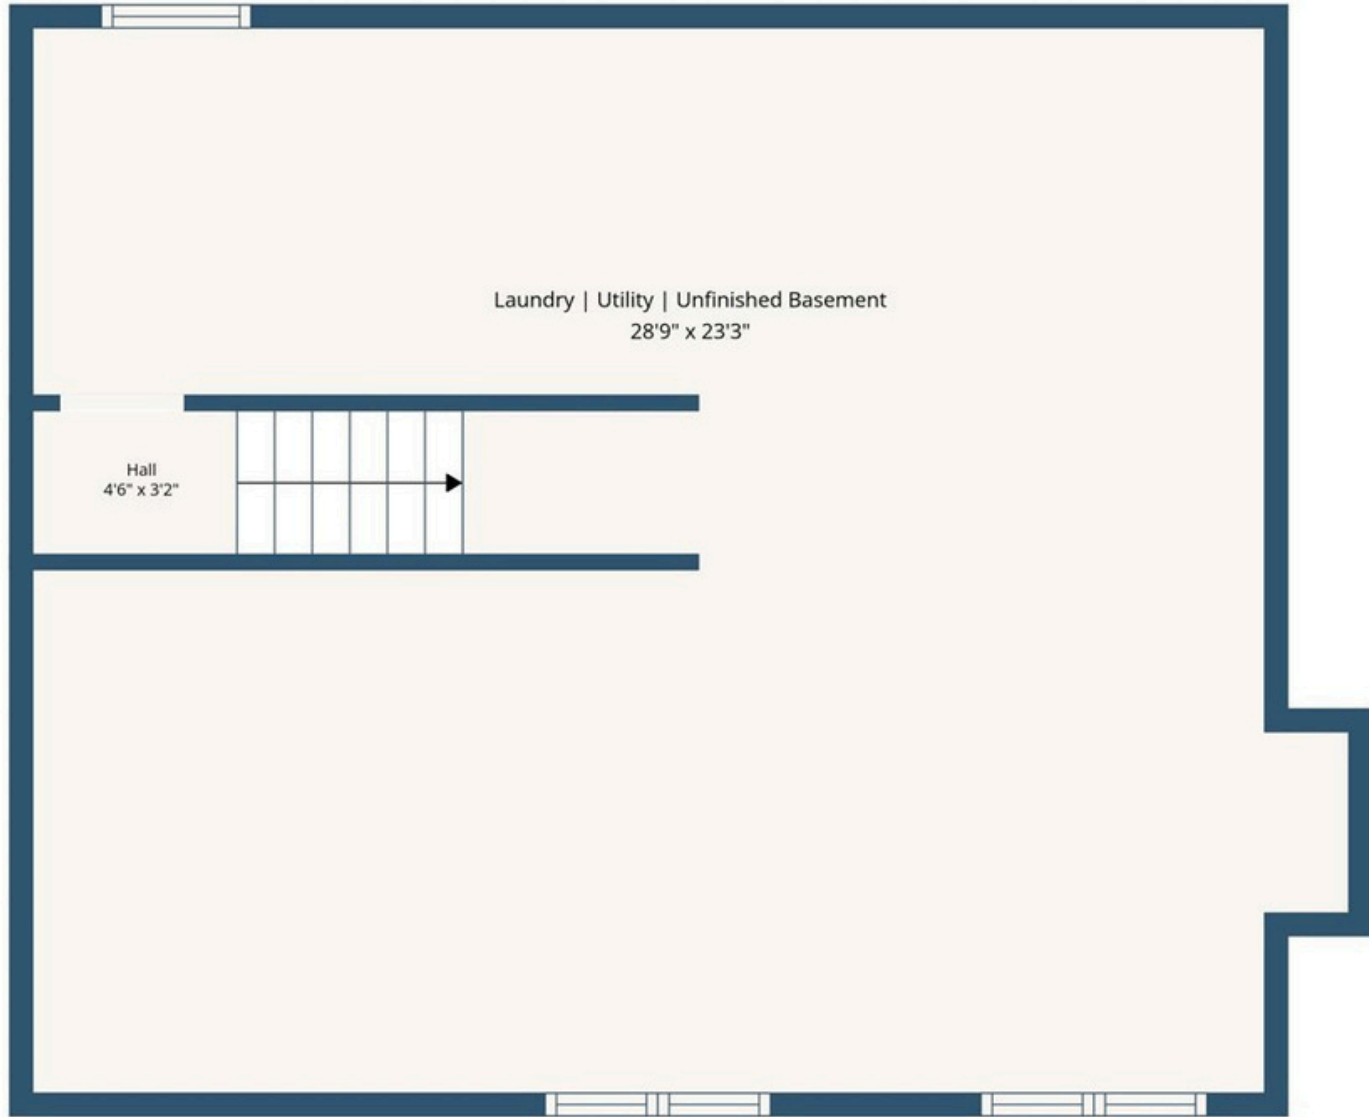 Laundry | Utility | Unfinished Basement
28'9" x 23'3"
Hall
4'6" x 3'2"